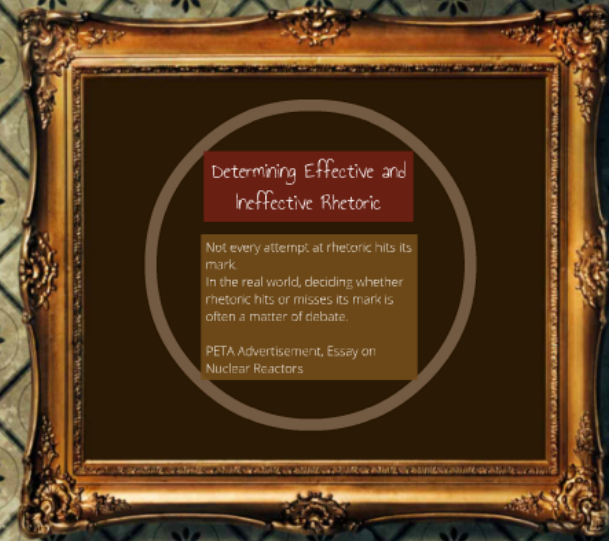 Determining Effective and
Ineffective Rhetoric
Not every attempt at rhetoric hits its
mark.
In the real world, deciding whether
rhetoric hits or misses its mark is
often a matter of debate.
PETA Advertisement, Essay on
Nuclear Reactors